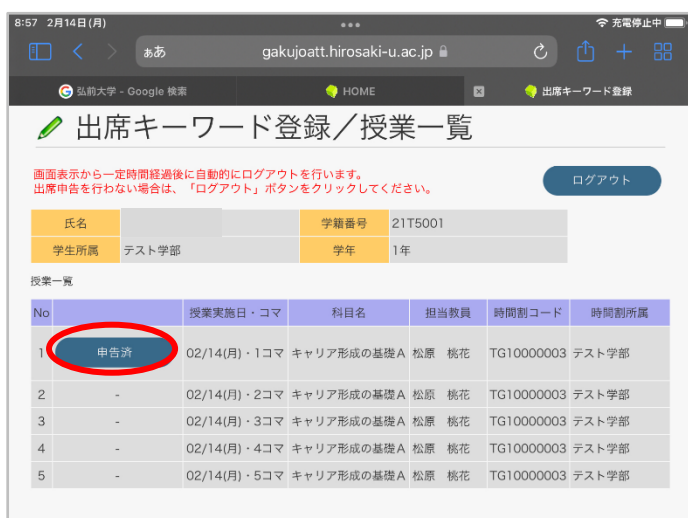 8:57 2月14日(月) 充電停止中
ぁあ gakujoatt.hirosaki-u.ac.jp
弘前大学 - Google 検索 HOME 出席キーワード登録
出席キーワード登録／授業一覧
画面表示から一定時間経過後に自動的にログアウトを行います。
出席申告を行わない場合は、「ログアウト」ボタンをクリックしてください。
ログアウト
氏名 学籍番号 21T5001
学生所属 テスト学部 学年 1年
授業一覧
No 授業実施日・コマ 科目名 担当教員 時間割コード 時間割所属
1 申告済 02/14(月)・1コマ キャリア形成の基礎A 松原 桃花 TG10000003 テスト学部
2 - 02/14(月)・2コマ キャリア形成の基礎A 松原 桃花 TG10000003 テスト学部
3 - 02/14(月)・3コマ キャリア形成の基礎A 松原 桃花 TG10000003 テスト学部
4 - 02/14(月)・4コマ キャリア形成の基礎A 松原 桃花 TG10000003 テスト学部
5 - 02/14(月)・5コマ キャリア形成の基礎A 松原 桃花 TG10000003 テスト学部